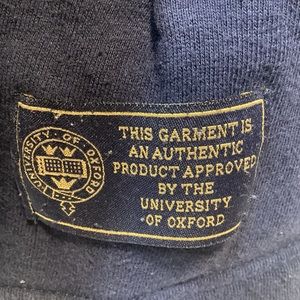 UNIVERSITY · OF · OXFORD
THIS GARMENT IS
AN AUTHENTIC
PRODUCT APPROVED
BY THE
UNIVERSITY
OF OXFORD